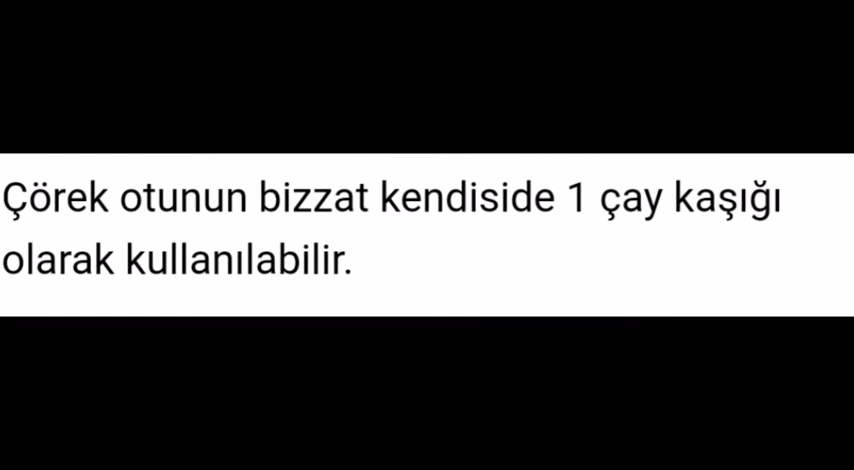 Çörek otunun bizzat kendiside 1 çay kaşığı
olarak kullanılabilir.